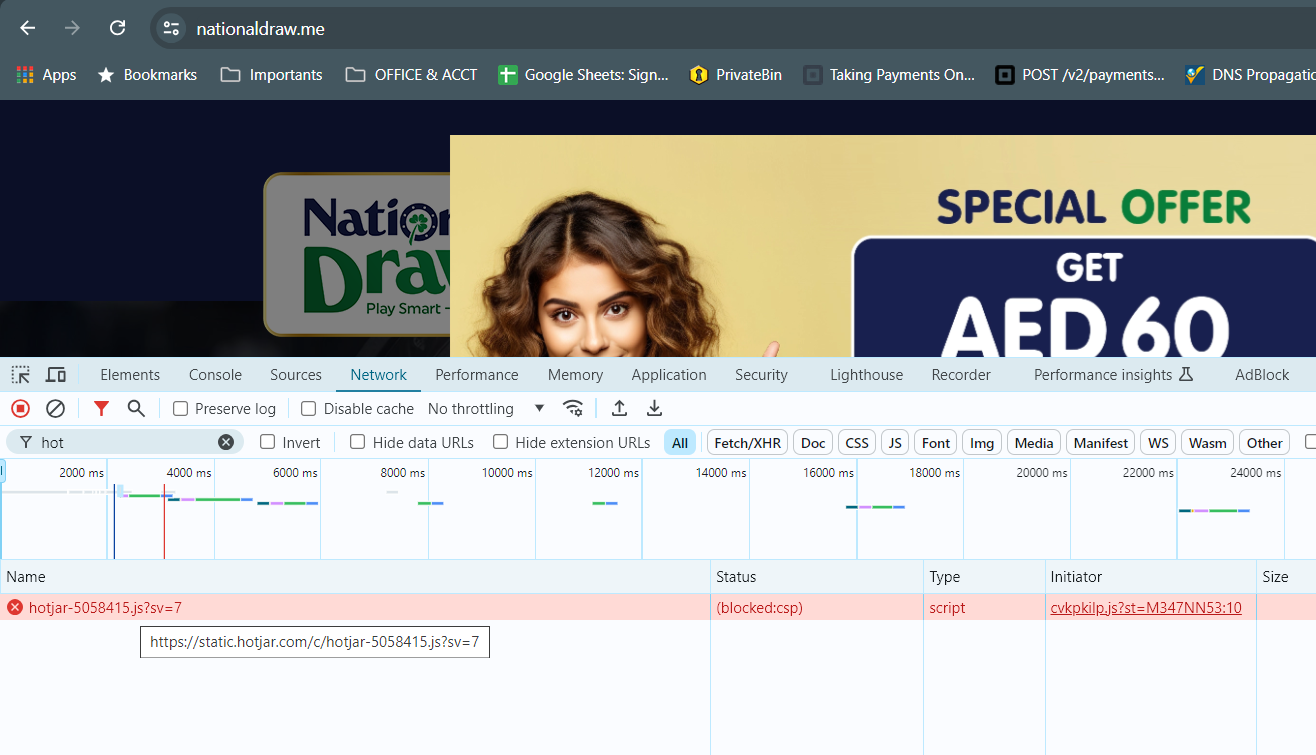 nationaldraw.me
Apps Bookmarks Importants OFFICE & ACCT Google Sheets: Sign... PrivateBin Taking Payments On... POST /v2/payments... DNS Propagatio
SPECIAL OFFER
GET
AED 60
Natio
Dra
Play Smart -
Elements Console Sources Network Performance Memory Application Security Lighthouse Recorder Performance insights AdBlock
Preserve log Disable cache No throttling
hot Invert Hide data URLs Hide extension URLs All Fetch/XHR Doc CSS JS Font Img Media Manifest WS Wasm Other
2000 ms 4000 ms 6000 ms 8000 ms 10000 ms 12000 ms 14000 ms 16000 ms 18000 ms 20000 ms 22000 ms 24000 ms
Name Status Type Initiator Size
hotjar-5058415.js?sv=7 (blocked:csp) script cvkpkilp.js?st=M347NN53:10
https://static.hotjar.com/c/hotjar-5058415.js?sv=7